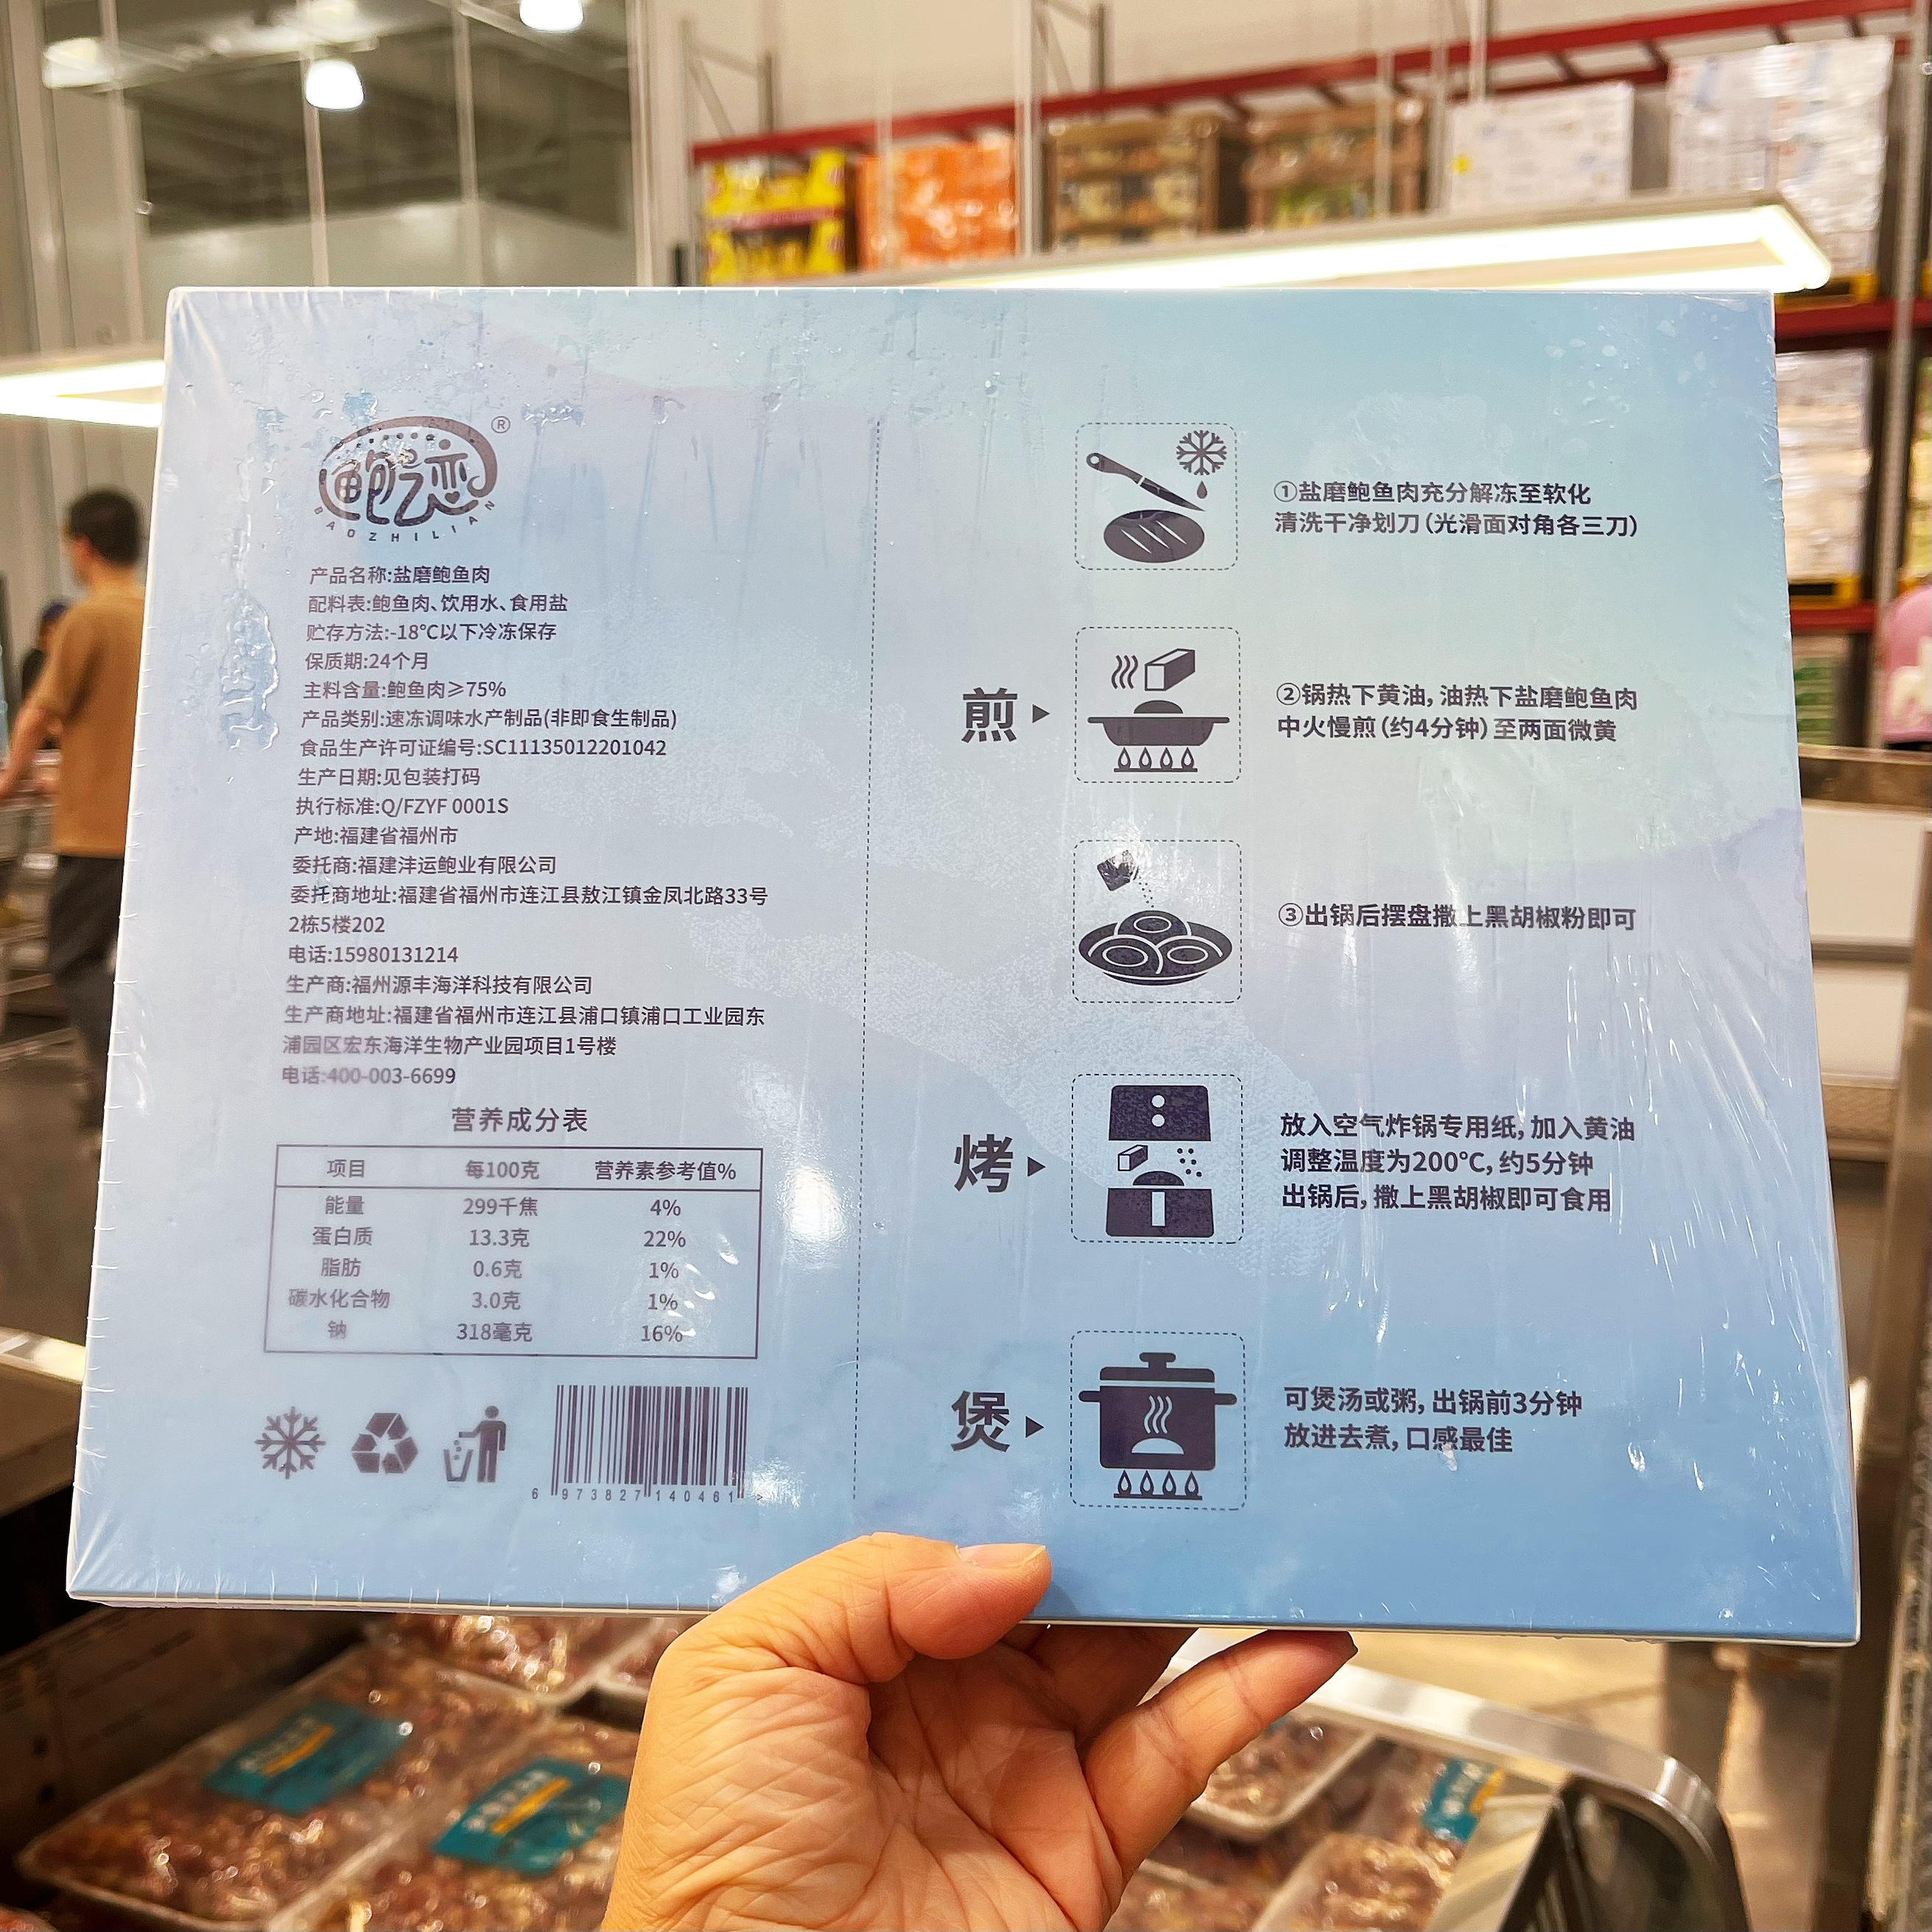 鲍之恋®
BAOZHILIAN
产品名称:盐磨鲍鱼肉
配料表:鲍鱼肉、饮用水、食用盐
贮存方法:-18℃以下冷冻保存
保质期:24个月
主料含量:鲍鱼肉≥75%
产品类别:速冻调味水产制品(非即食生制品)
食品生产许可证编号:SC11135012201042
生产日期:见包装打码
执行标准:Q/FZYF 0001S
产地:福建省福州市
委托商:福建沣运鲍业有限公司
委托商地址:福建省福州市连江县敖江镇金凤北路33号
2栋5楼202
电话:15980131214
生产商:福州源丰海洋科技有限公司
生产商地址:福建省福州市连江县浦口镇浦口工业园东
浦园区宏东海洋生物产业园项目1号楼
电话:400-003-6699
营养成分表
项目 每100克 营养素参考值%
能量 299千焦 4%
蛋白质 13.3克 22%
脂肪 0.6克 1%
碳水化合物 3.0克 1%
钠 318毫克 16%
6 973827 140461 >
①盐磨鲍鱼肉充分解冻至软化
清洗干净划刀(光滑面对角各三刀)
煎
②锅热下黄油, 油热下盐磨鲍鱼肉
中火慢煎(约4分钟)至两面微黄
③出锅后摆盘撒上黑胡椒粉即可
烤
放入空气炸锅专用纸, 加入黄油
调整温度为200℃, 约5分钟
出锅后, 撒上黑胡椒即可食用
煲
可煲汤或粥, 出锅前3分钟
放进去煮, 口感最佳